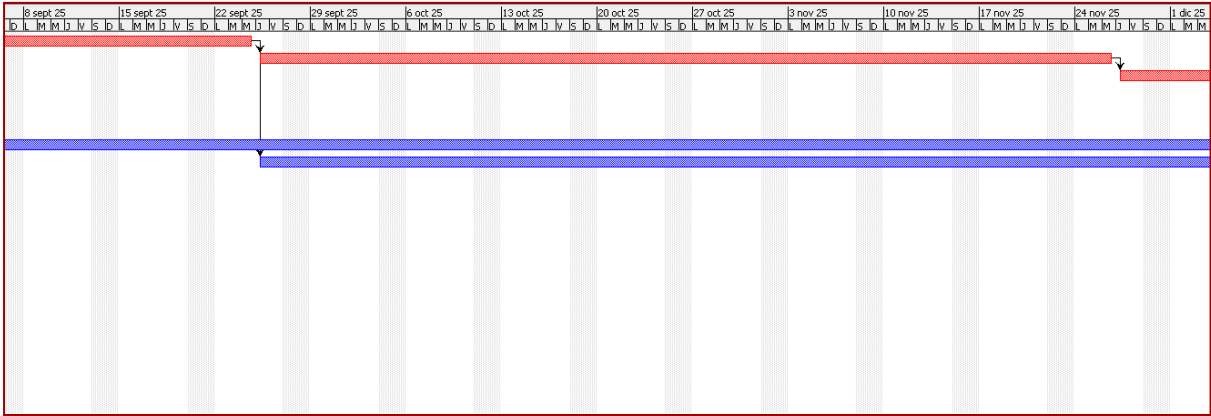 8 sept 25 15 sept 25 22 sept 25 29 sept 25 6 oct 25 13 oct 25 20 oct 25 27 oct 25 3 nov 25 10 nov 25 17 nov 25 24 nov 25 1 dic 25
D L M M J V S D L M M J V S D L M M J V S D L M M J V S D L M M J V S D L M M J V S D L M M J V S D L M M J V S D L M M J V S D L M M J V S D L M M J V S D L M M J V S D L M M